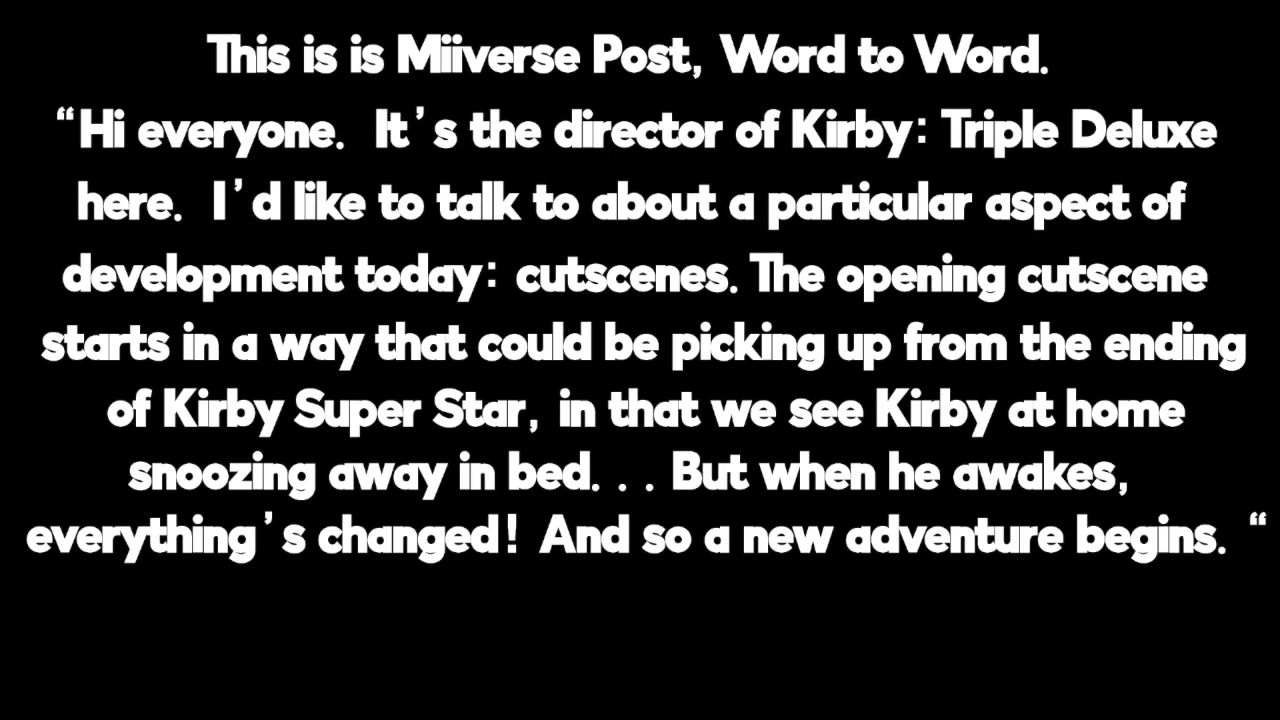 This is is Miiverse Post, Word to Word.
“Hi everyone. It’s the director of Kirby: Triple Deluxe
here. I’d like to talk to about a particular aspect of
development today: cutscenes. The opening cutscene
starts in a way that could be picking up from the ending
of Kirby Super Star, in that we see Kirby at home
snoozing away in bed. . . But when he awakes,
everything’s changed! And so a new adventure begins. “